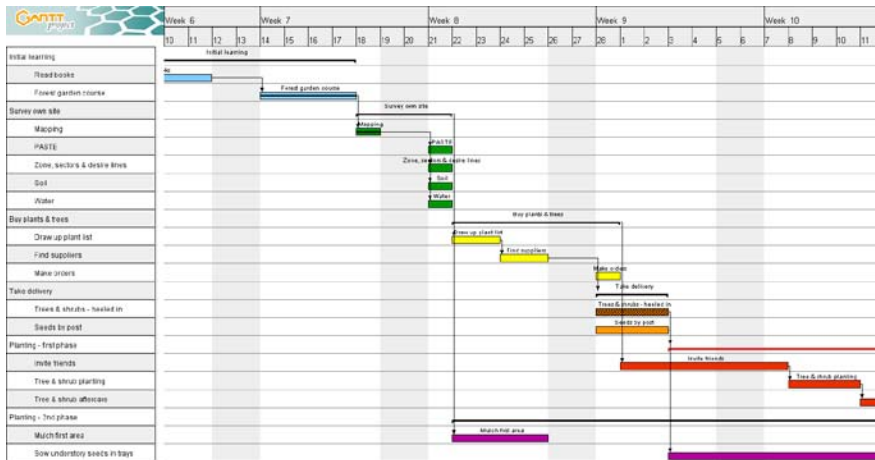 GANTT
project
Week 6 Week 7 Week 8 Week 9 Week 10
10 11 12 13 14 15 16 17 18 19 20 21 22 23 24 25 26 27 28 1 2 3 4 5 6 7 8 9 10 11
Initial learning Initial learning
Read books
Forest garden course Forest garden course
Survey own site Survey own site
Mapping Mapping
PASTE PASTE
Zone, sectors & desire lines Zone, sectors & desire lines
Soil Soil
Water Water
Buy plants & trees Buy plants & trees
Draw up plant list Draw up plant list
Find suppliers Find suppliers
Make orders Make orders
Take delivery Take delivery
Trees & shrubs - heeled in Trees & shrubs - heeled in
Seeds by post Seeds by post
Planting - first phase
Invite friends Invite friends
Tree & shrub planting Tree & shrub planting
Tree & shrub aftercare
Planting - 2nd phase
Mulch first area Mulch first area
Sow understory seeds in trays